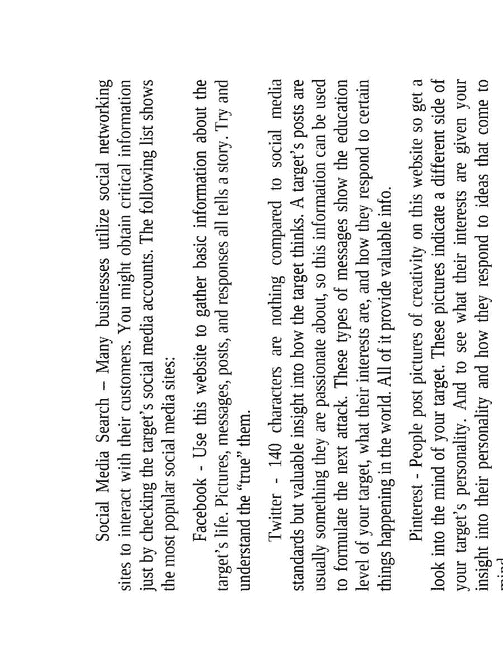 Social Media Search – Many businesses utilize social networking
sites to interact with their customers. You might obtain critical information
just by checking the target's social media accounts. The following list shows
the most popular social media sites:
Facebook - Use this website to gather basic information about the
target's life. Pictures, messages, posts, and responses all tells a story. Try and
understand the “true” them.
Twitter - 140 characters are nothing compared to social media
standards but valuable insight into how the target thinks. A target's posts are
usually something they are passionate about, so this information can be used
to formulate the next attack. These types of messages show the education
level of your target, what their interests are, and how they respond to certain
things happening in the world. All of it provide valuable info.
Pinterest - People post pictures of creativity on this website so get a
look into the mind of your target. These pictures indicate a different side of
your target's personality. And to see what their interests are given your
insight into their personality and how they respond to ideas that come to
mind